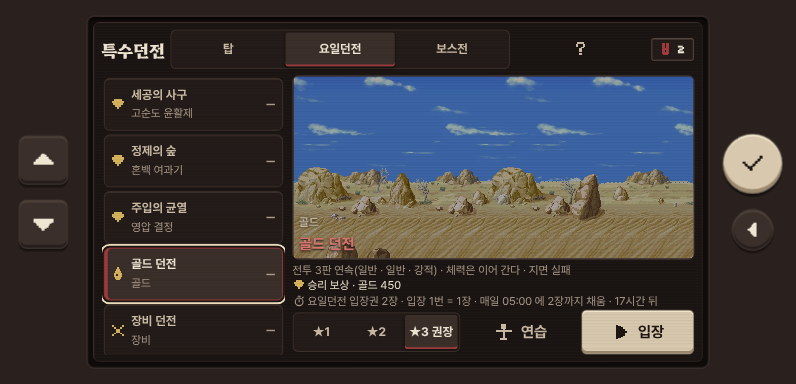 특수던전
탑
요일던전
보스전
?
2
세공의 사구
고순도 윤활제
정제의 숲
혼백 여과기
주입의 균열
영압 결정
골드 던전
골드
장비 던전
장비
골드
골드 던전
전투 3판 연속(일반 · 일반 · 강적) · 체력은 이어 간다 · 지면 실패
승리 보상 · 골드 450
요일던전 입장권 2장 · 입장 1번 = 1장 · 매일 05:00 에 2장까지 채움 · 17시간 뒤
★1
★2
★3 권장
연습
입장